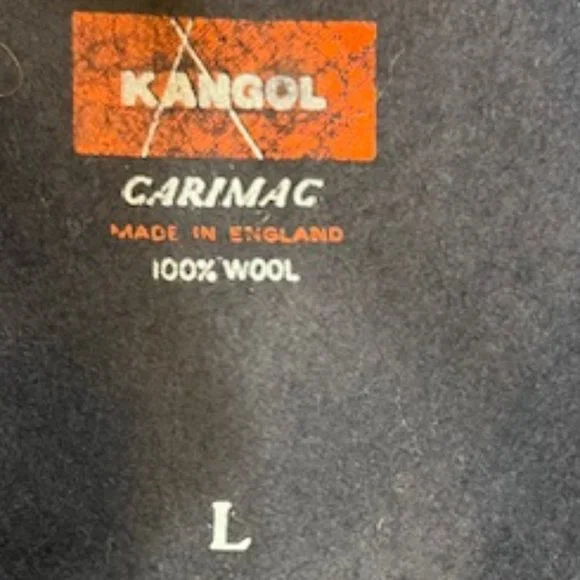 KANGOL
CARIMAC
MADE IN ENGLAND
100% WOOL
L